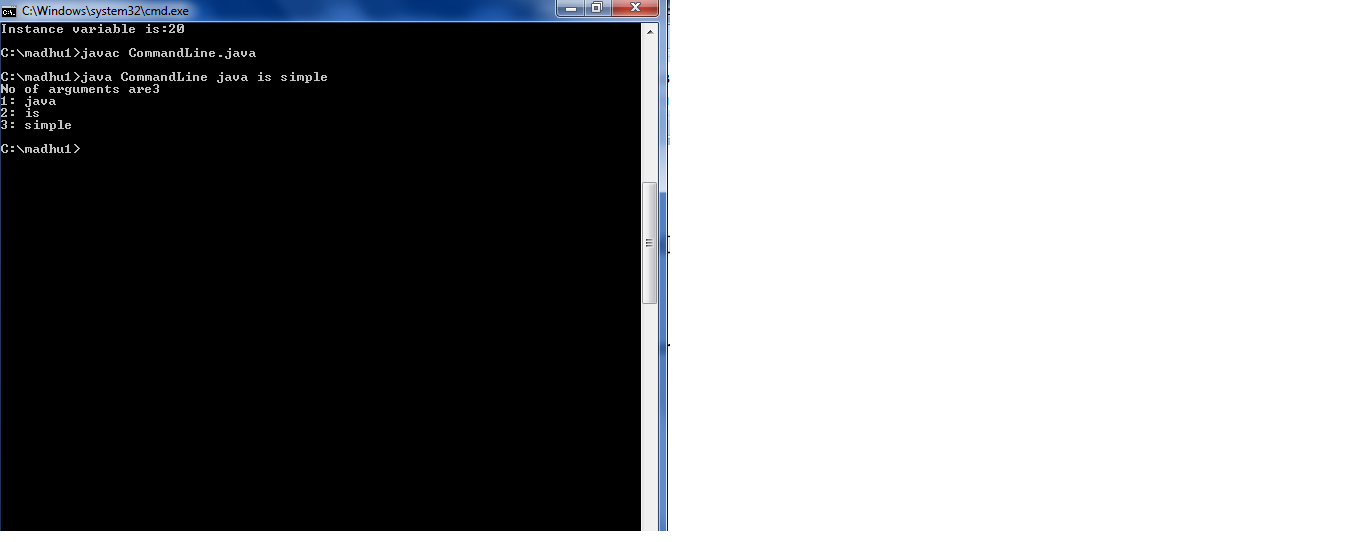 C:\Windows\system32\cmd.exe
Instance variable is:20
C:\madhu1>javac CommandLine.java
C:\madhu1>java CommandLine java is simple
No of arguments are3
1: java
2: is
3: simple
C:\madhu1>